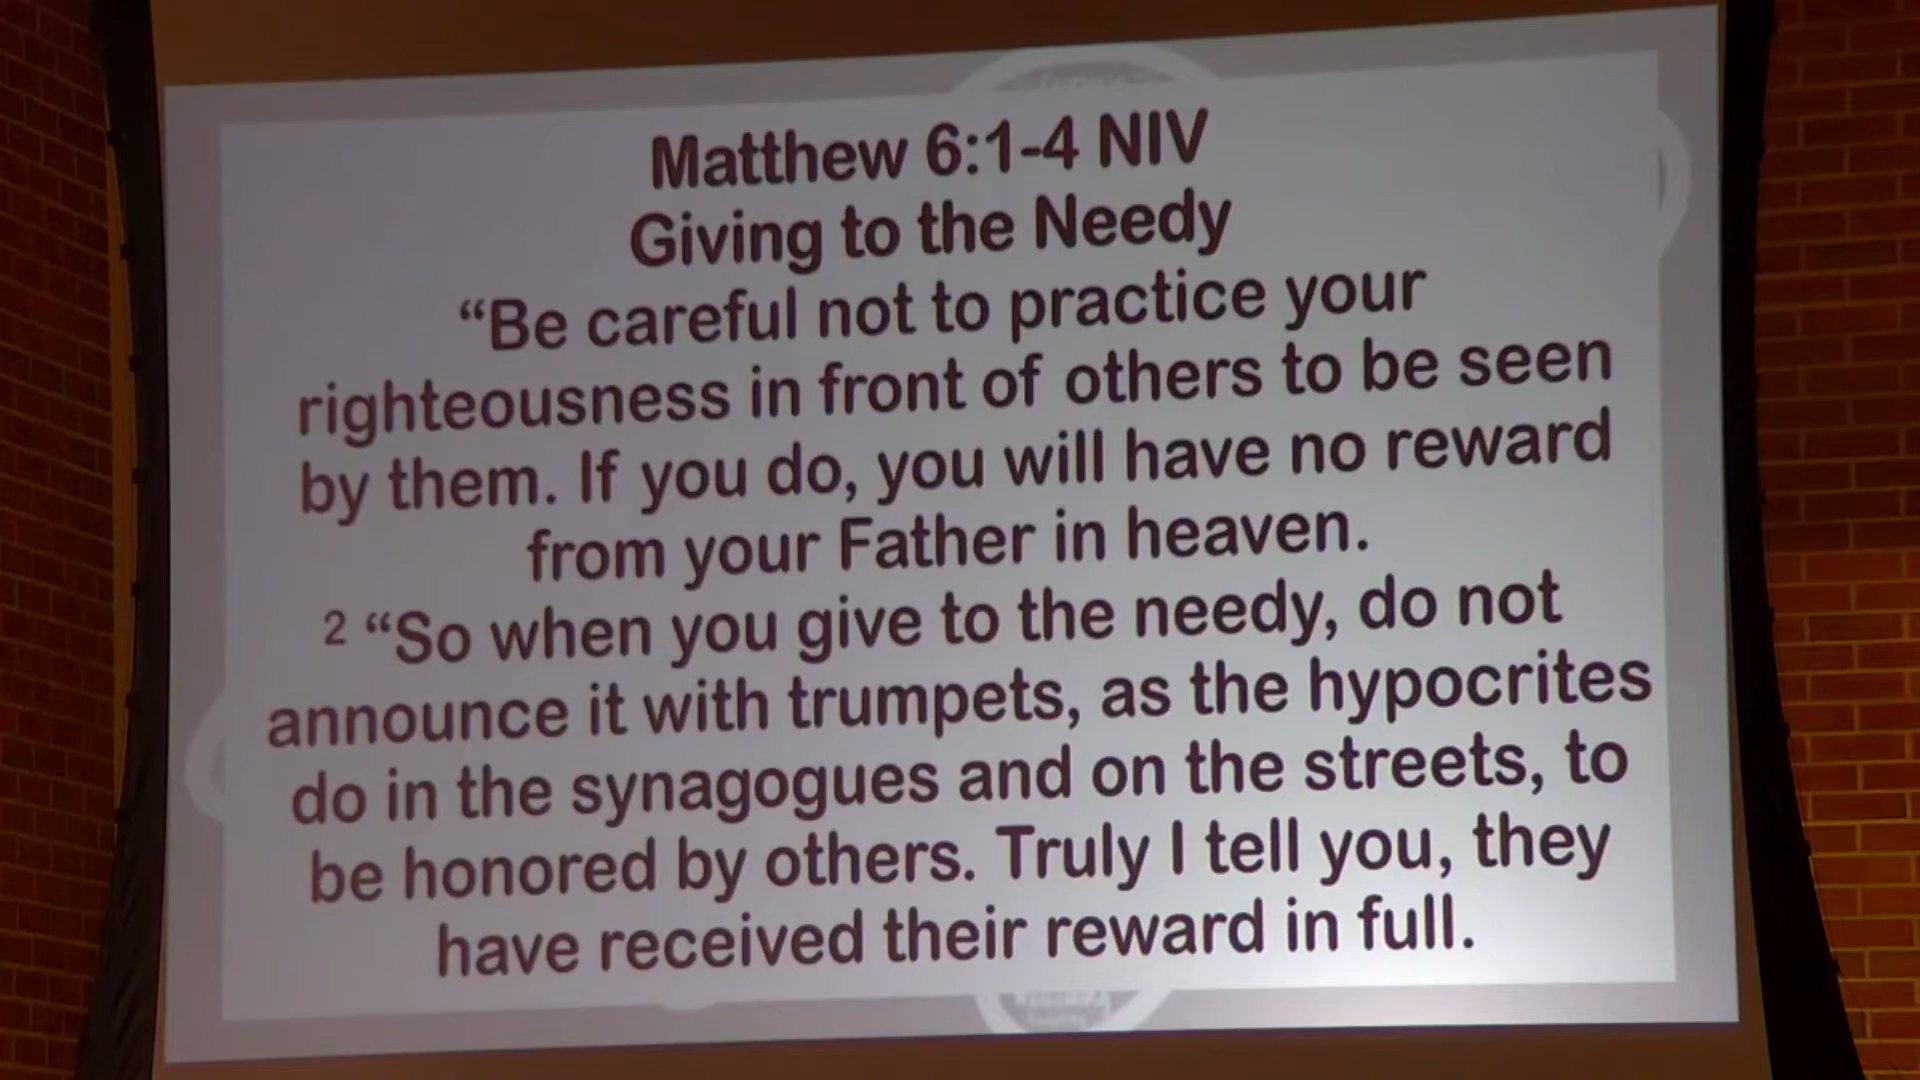 Matthew 6:1-4 NIV
Giving to the Needy
“Be careful not to practice your
righteousness in front of others to be seen
by them. If you do, you will have no reward
from your Father in heaven.
2 “So when you give to the needy, do not
announce it with trumpets, as the hypocrites
do in the synagogues and on the streets, to
be honored by others. Truly I tell you, they
have received their reward in full.